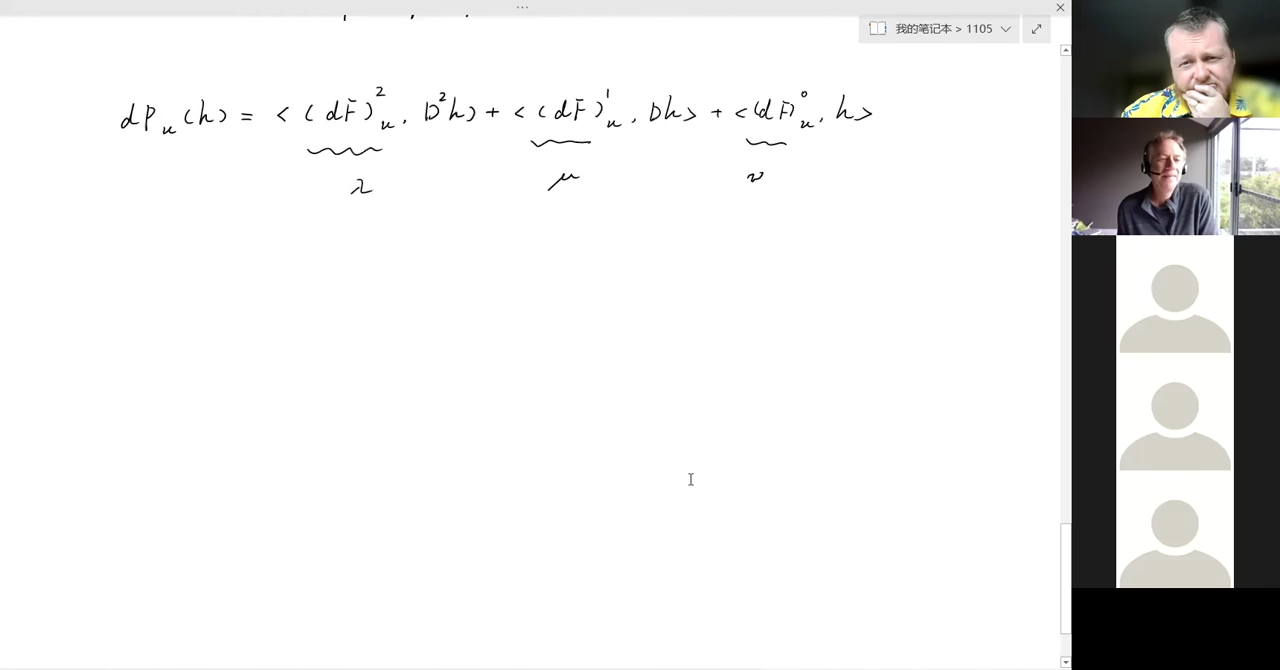 我的笔记本 > 1105
dP_u(h) = <(dF)^2_u, D^2h> + <(dF)^1_u, Dh> + <(dF)^0_u, h>
λ μ ν